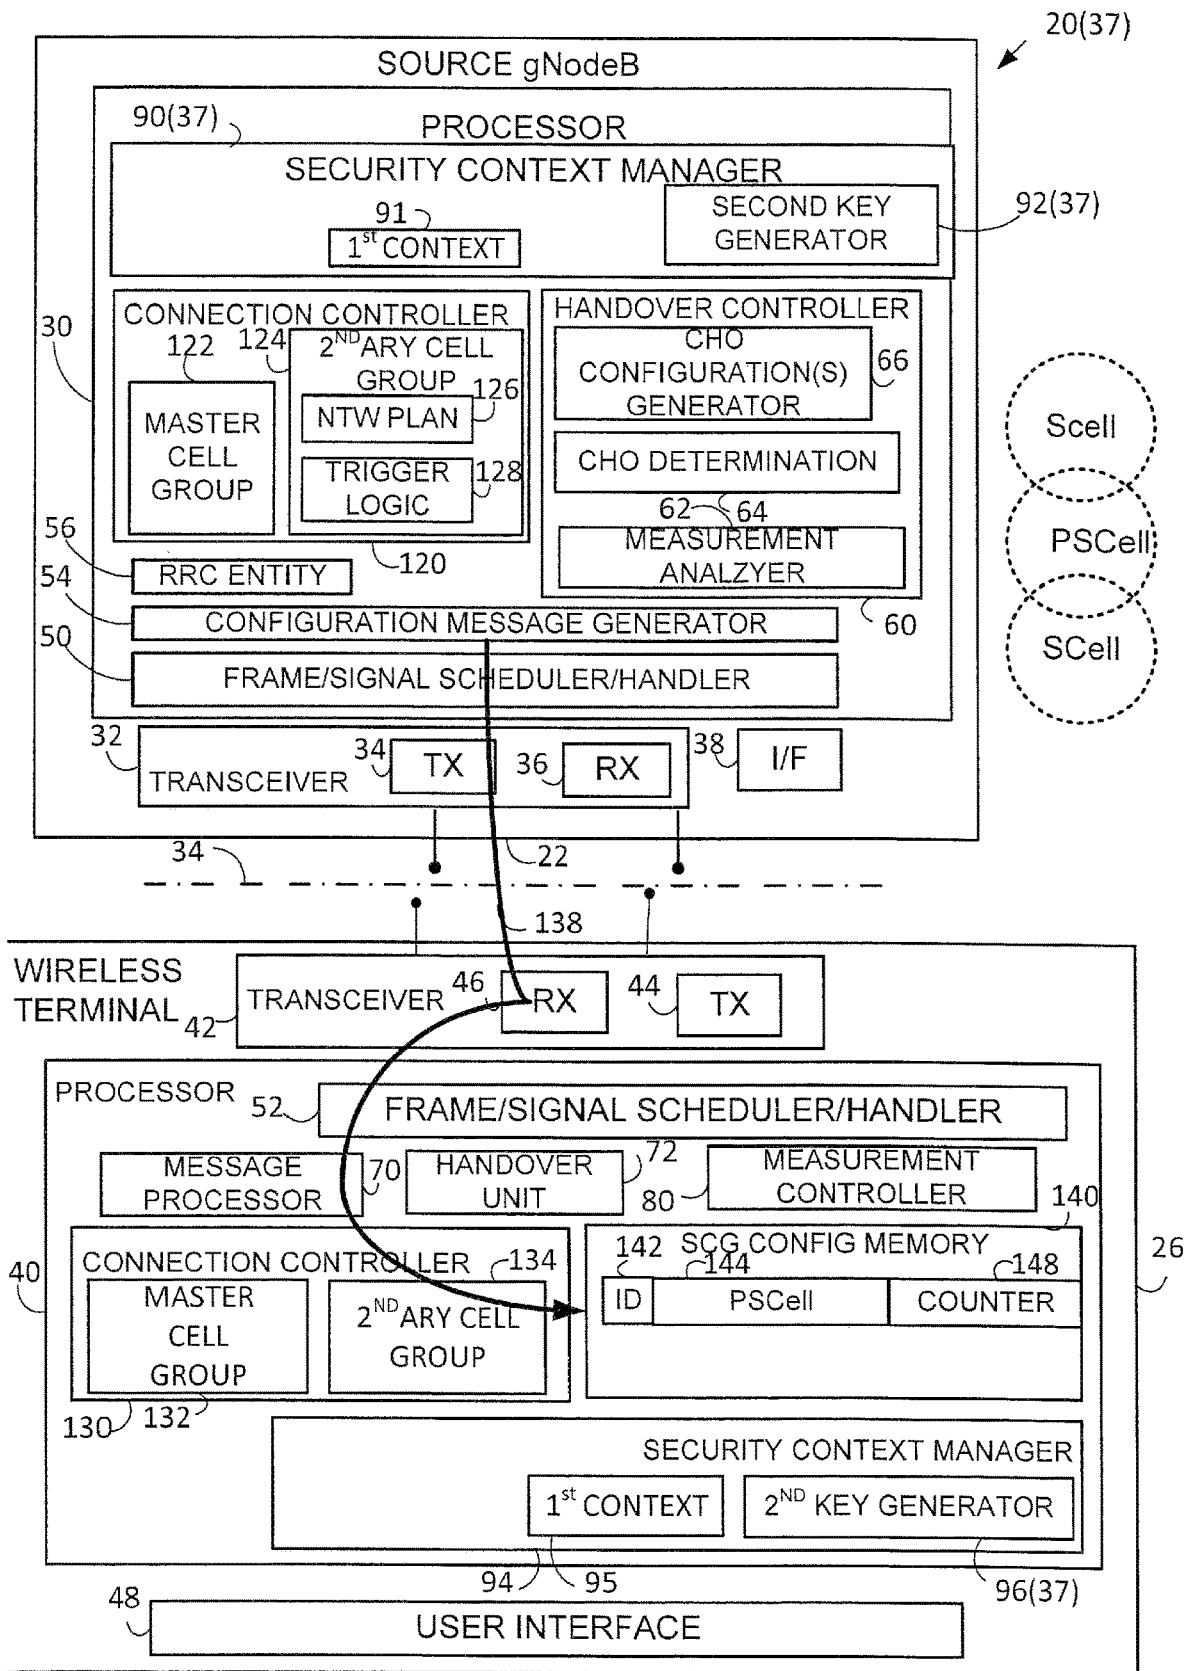 20(37)
SOURCE gNodeB
90(37)
PROCESSOR
SECURITY CONTEXT MANAGER
91
1st CONTEXT
SECOND KEY
GENERATOR
92(37)
30
CONNECTION CONTROLLER
122
124
2NDARY CELL
GROUP
MASTER
CELL
GROUP
NTW PLAN
126
TRIGGER
LOGIC
128
120
HANDOVER CONTROLLER
CHO
CONFIGURATION(S)
GENERATOR
66
CHO DETERMINATION
62
64
MEASUREMENT
ANALZYER
60
Scell
PSCell
SCell
56
RRC ENTITY
54
CONFIGURATION MESSAGE GENERATOR
50
FRAME/SIGNAL SCHEDULER/HANDLER
32
TRANSCEIVER
34
TX
36
RX
38
I/F
22
34
138
WIRELESS
TERMINAL
42
TRANSCEIVER
46
RX
44
TX
PROCESSOR
52
FRAME/SIGNAL SCHEDULER/HANDLER
MESSAGE
PROCESSOR
70
HANDOVER
UNIT
72
80
MEASUREMENT
CONTROLLER
140
26
40
CONNECTION CONTROLLER
134
MASTER
CELL
GROUP
2NDARY CELL
GROUP
130
132
SCG CONFIG MEMORY
142
144
148
ID
PSCell
COUNTER
SECURITY CONTEXT MANAGER
1st CONTEXT
2ND KEY GENERATOR
94
95
96(37)
48
USER INTERFACE